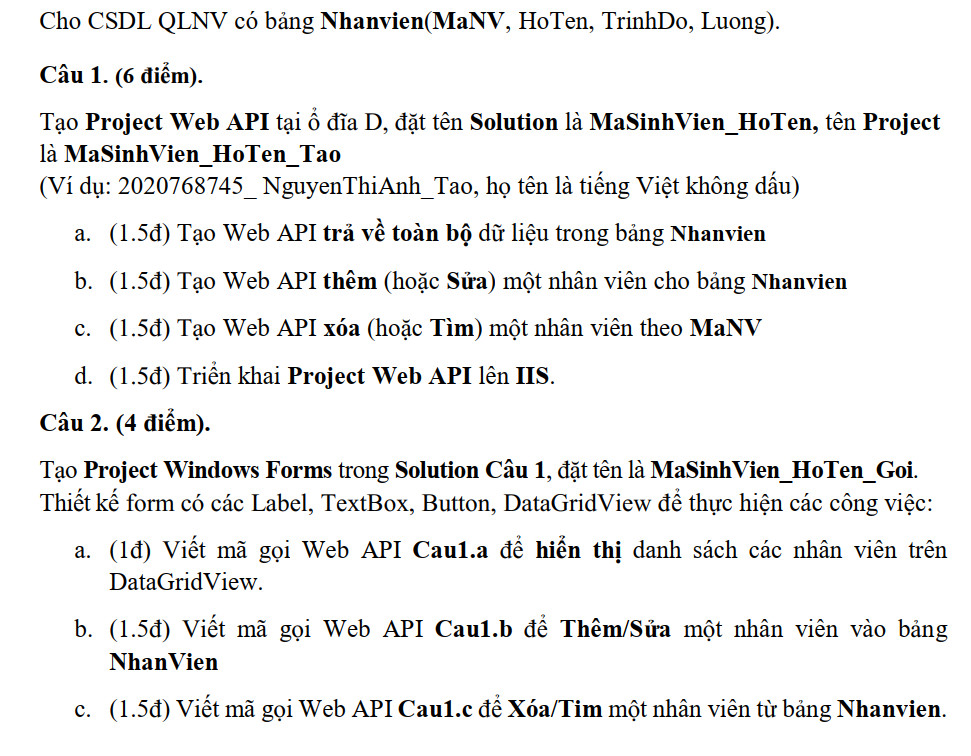 Cho CSDL QLNV có bảng Nhanvien(MaNV, HoTen, TrinhDo, Luong).
Câu 1. (6 điểm).
Tạo Project Web API tại ổ đĩa D, đặt tên Solution là MaSinhVien_HoTen, tên Project
là MaSinhVien_HoTen_Tao
(Ví dụ: 2020768745_ NguyenThiAnh_Tao, họ tên là tiếng Việt không dấu)
a. (1.5đ) Tạo Web API trả về toàn bộ dữ liệu trong bảng Nhanvien
b. (1.5đ) Tạo Web API thêm (hoặc Sửa) một nhân viên cho bảng Nhanvien
c. (1.5đ) Tạo Web API xóa (hoặc Tìm) một nhân viên theo MaNV
d. (1.5đ) Triển khai Project Web API lên IIS.
Câu 2. (4 điểm).
Tạo Project Windows Forms trong Solution Câu 1, đặt tên là MaSinhVien_HoTen_Goi.
Thiết kế form có các Label, TextBox, Button, DataGridView để thực hiện các công việc:
a. (1đ) Viết mã gọi Web API Cau1.a để hiển thị danh sách các nhân viên trên
DataGridView.
b. (1.5đ) Viết mã gọi Web API Cau1.b để Thêm/Sửa một nhân viên vào bảng
NhanVien
c. (1.5đ) Viết mã gọi Web API Cau1.c để Xóa/Tim một nhân viên từ bảng Nhanvien.